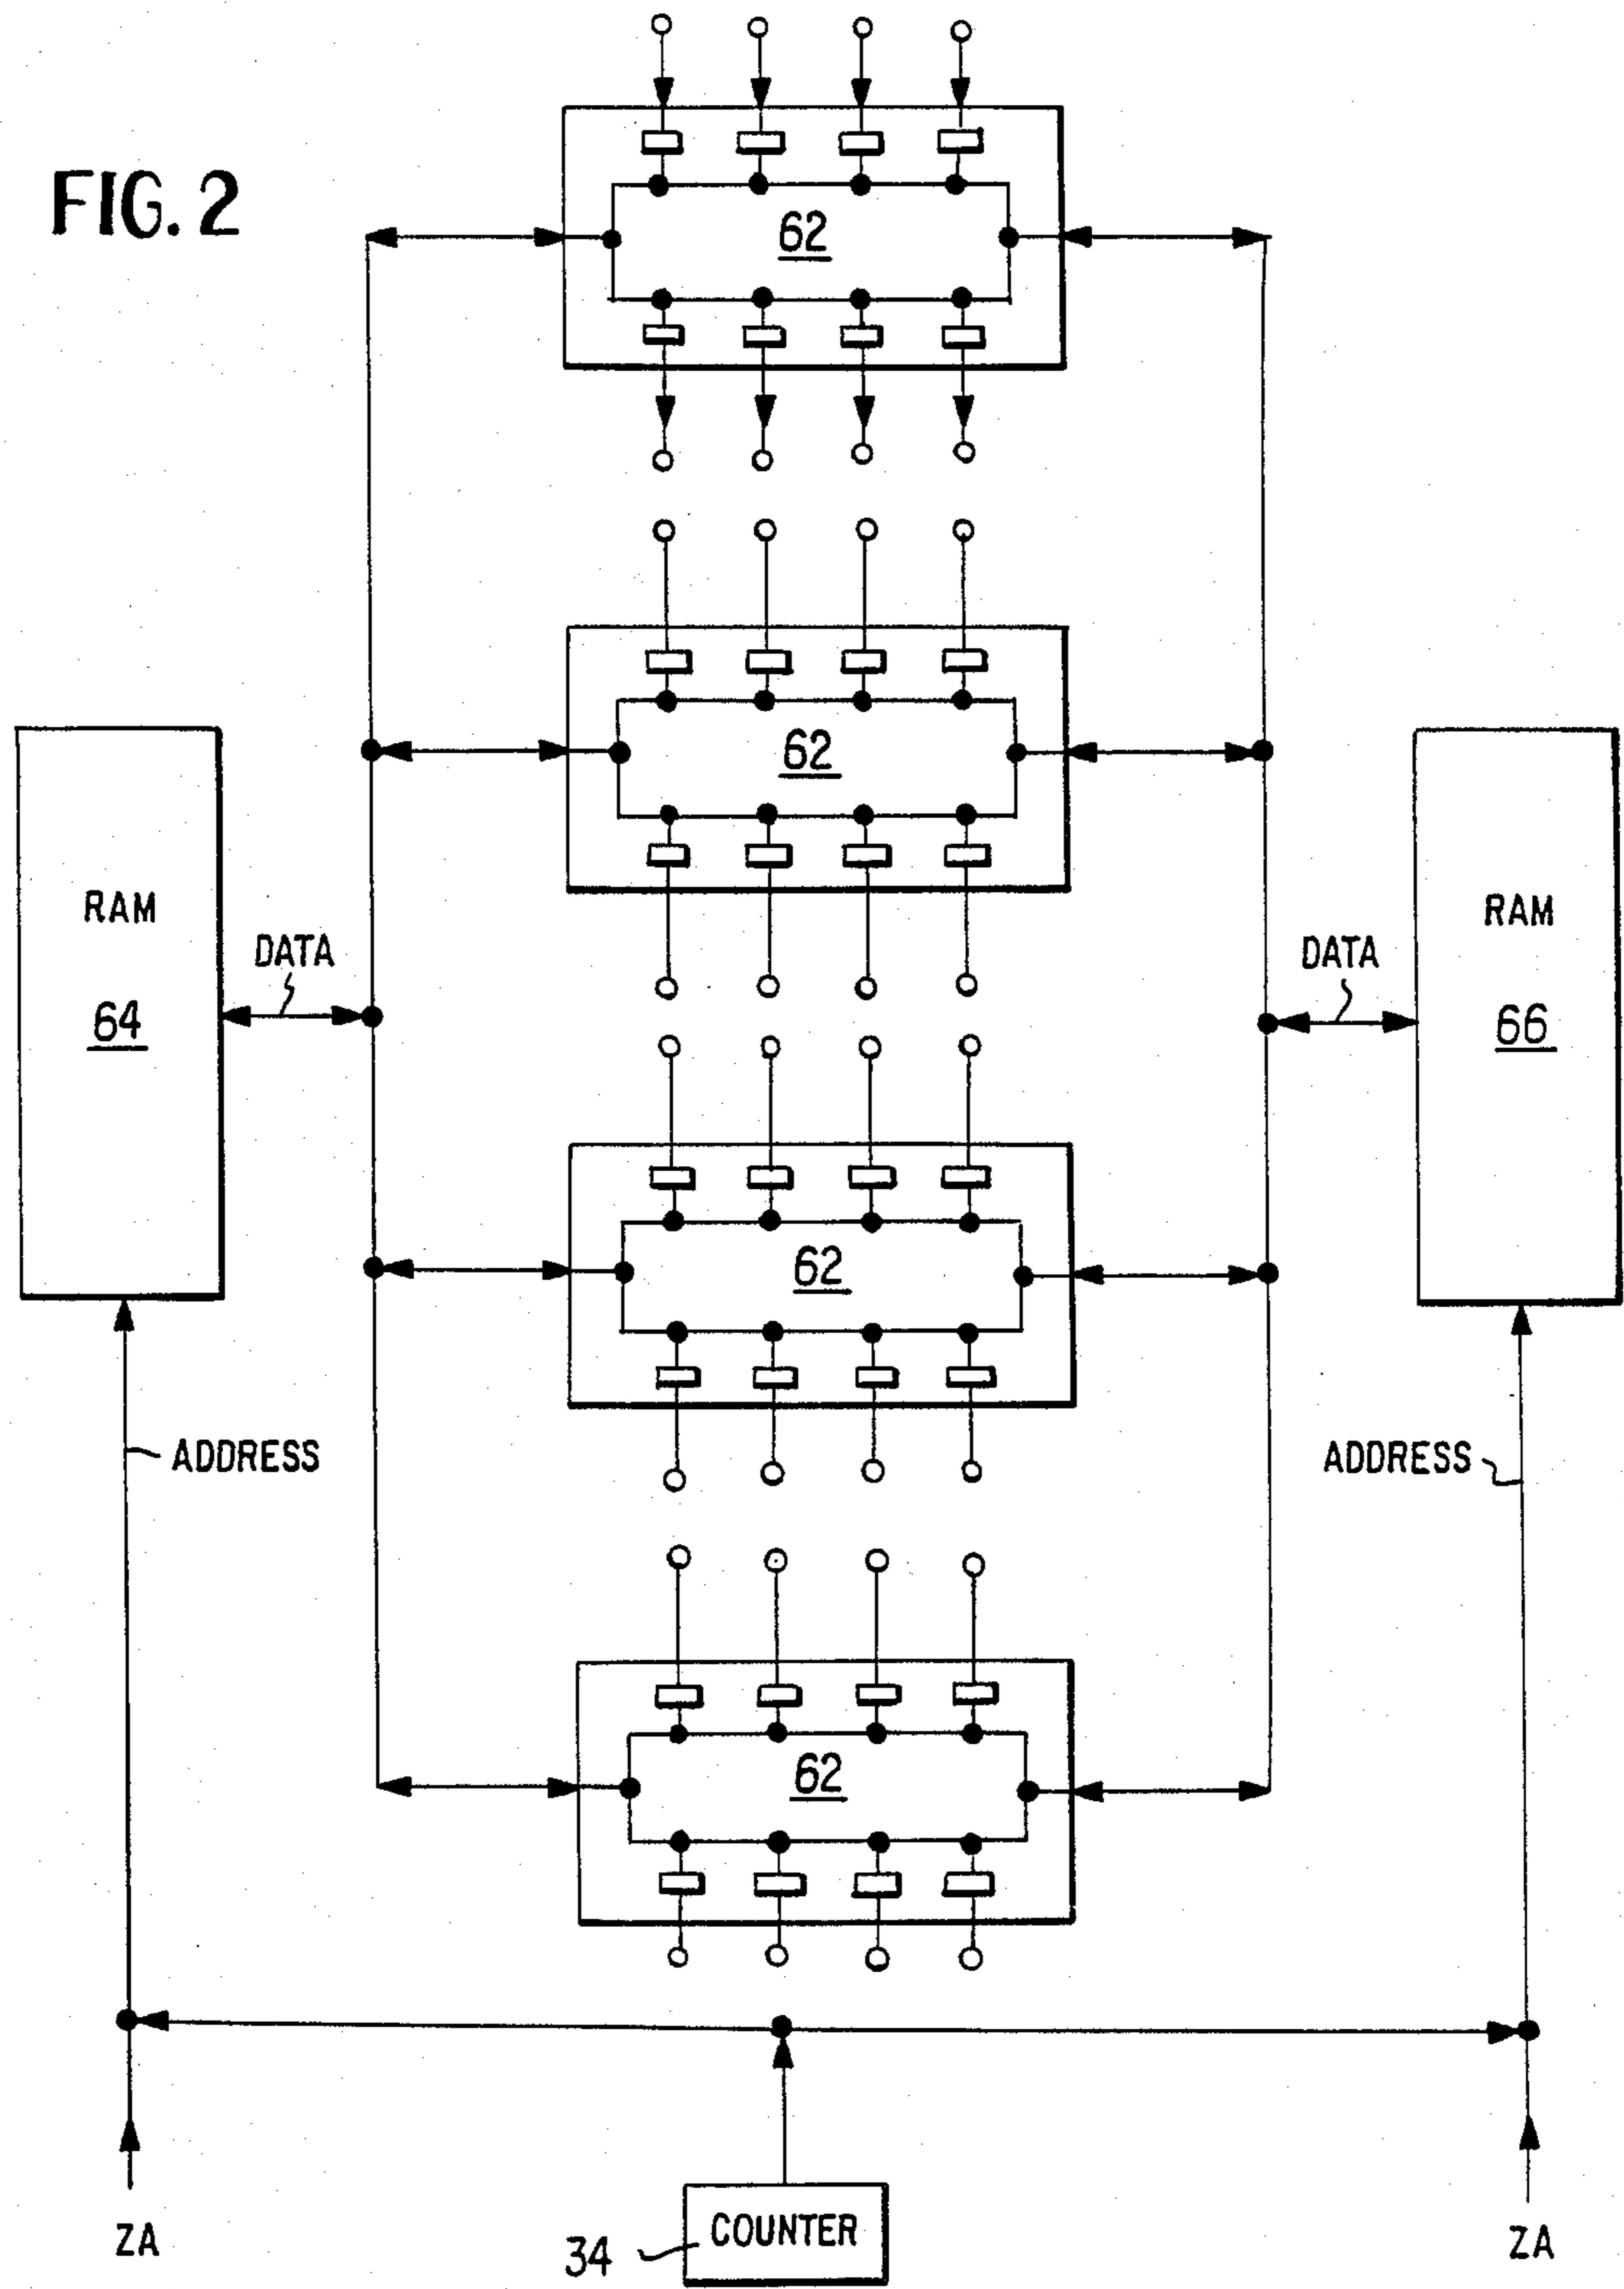 FIG. 2
62
62
RAM
64
DATA
DATA
RAM
66
62
ADDRESS
ADDRESS
62
ZA
34
COUNTER
ZA